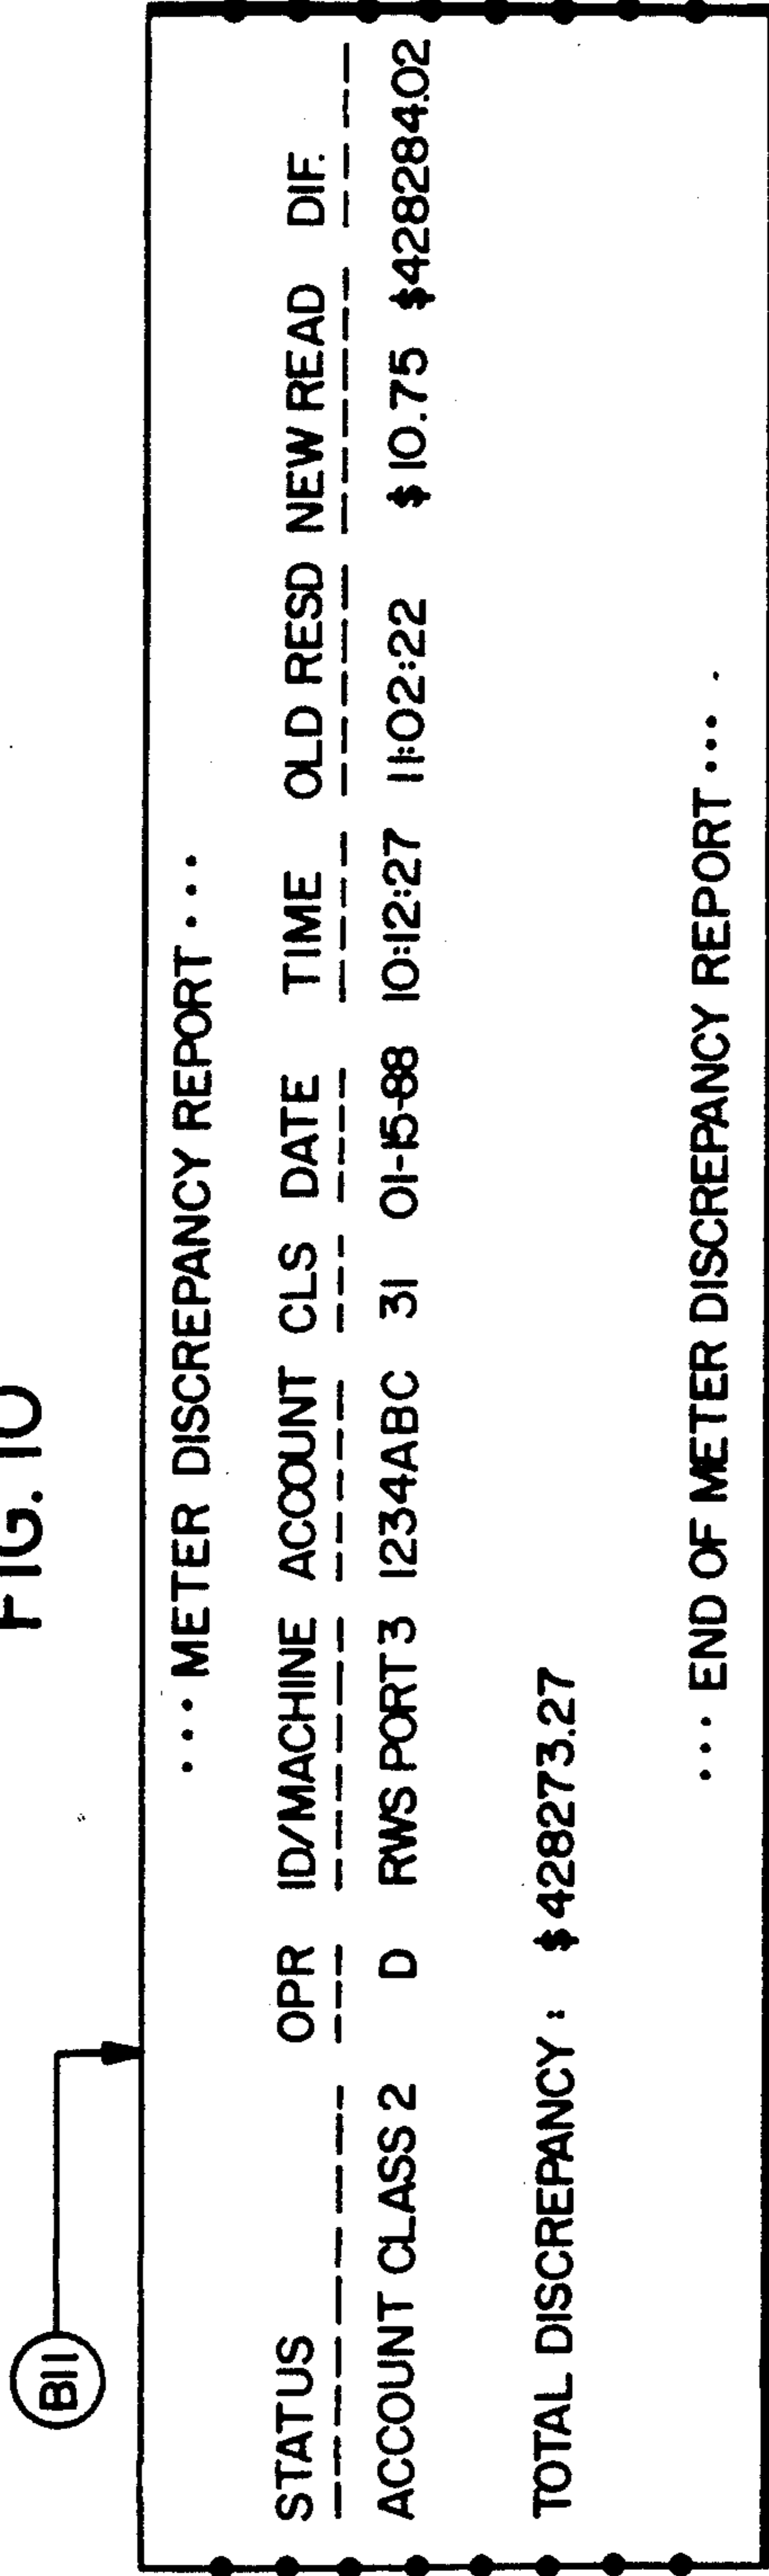 FIG. 10
B11
... METER DISCREPANCY REPORT ...
STATUS OPR ID/MACHINE ACCOUNT CLS DATE TIME OLD RESD NEW READ DIF.
ACCOUNT CLASS 2 D RWS PORT 3 1234ABC 31 01-15-88 10:12:27 11:02:22 $10.75 $428284.02
TOTAL DISCREPANCY : $428273.27
... END OF METER DISCREPANCY REPORT ...